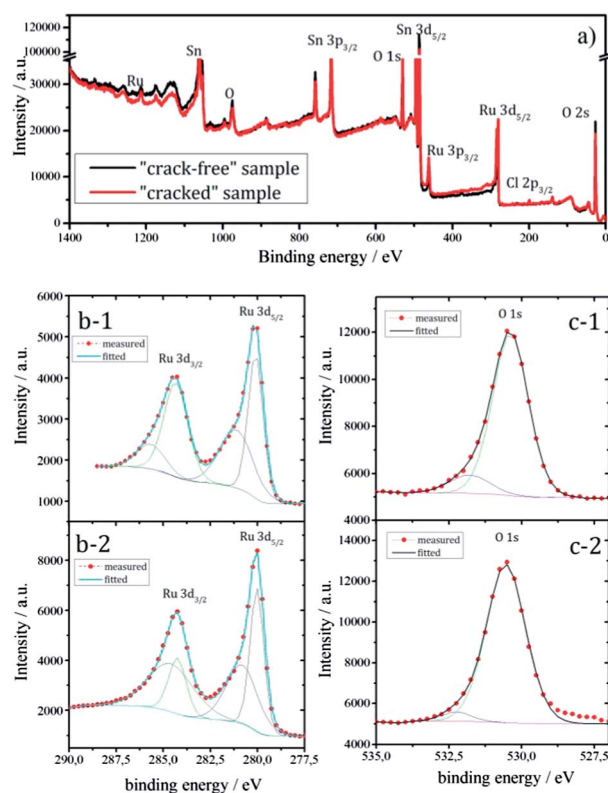 a)
120000
100000
30000
20000
10000
0
Intensity / a.u.
Ru
Sn
O
Sn 3p3/2
O 1s
Sn 3d5/2
Ru 3p3/2
Ru 3d5/2
Cl 2p3/2
O 2s
"crack-free" sample
"cracked" sample
1400 1200 1000 800 600 400 200 0
Binding energy / eV
b-1
measured
fitted
Ru 3d3/2
Ru 3d5/2
6000
5000
4000
3000
2000
1000
Intensity / a.u.
c-1
measured
fitted
O 1s
12000
10000
8000
6000
4000
Intensity / a.u.
b-2
measured
fitted
Ru 3d3/2
Ru 3d5/2
8000
6000
4000
2000
Intensity / a.u.
290,0 287,5 285,0 282,5 280,0 277,5
binding energy / eV
c-2
measured
fitted
O 1s
14000
12000
10000
8000
6000
4000
Intensity / a.u.
535,0 532,5 530,0 527,5
binding energy / eV